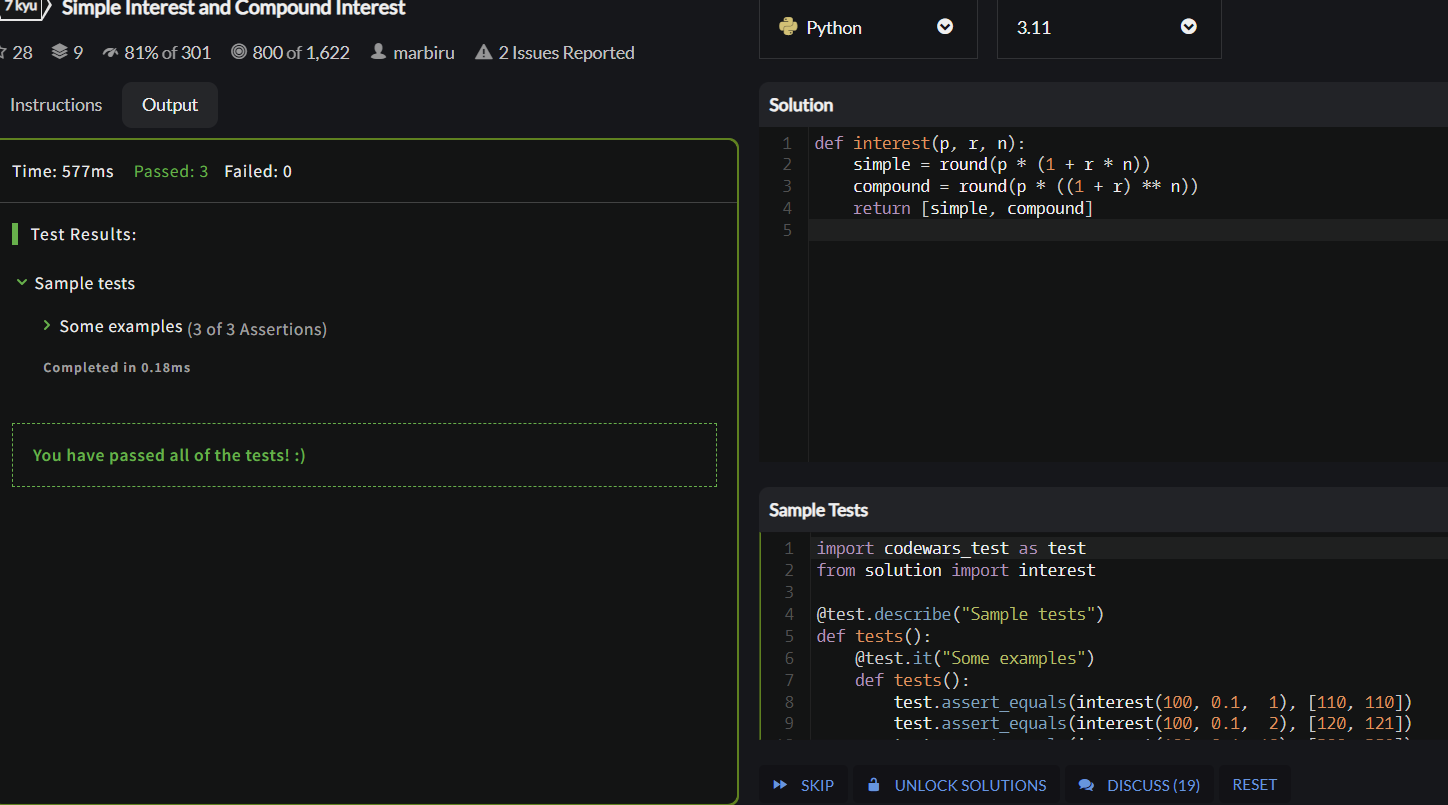 7 kyu Simple Interest and Compound Interest
28 9 81% of 301 800 of 1,622 marbiru 2 Issues Reported
Instructions Output
Time: 577ms Passed: 3 Failed: 0
Test Results:
Sample tests
Some examples (3 of 3 Assertions)
Completed in 0.18ms
You have passed all of the tests! :)
Python 3.11
Solution
1 def interest(p, r, n):
2     simple = round(p * (1 + r * n))
3     compound = round(p * ((1 + r) ** n))
4     return [simple, compound]
5
Sample Tests
1 import codewars_test as test
2 from solution import interest
3
4 @test.describe("Sample tests")
5 def tests():
6     @test.it("Some examples")
7     def tests():
8         test.assert_equals(interest(100, 0.1,  1), [110, 110])
9         test.assert_equals(interest(100, 0.1,  2), [120, 121])
SKIP UNLOCK SOLUTIONS DISCUSS (19) RESET